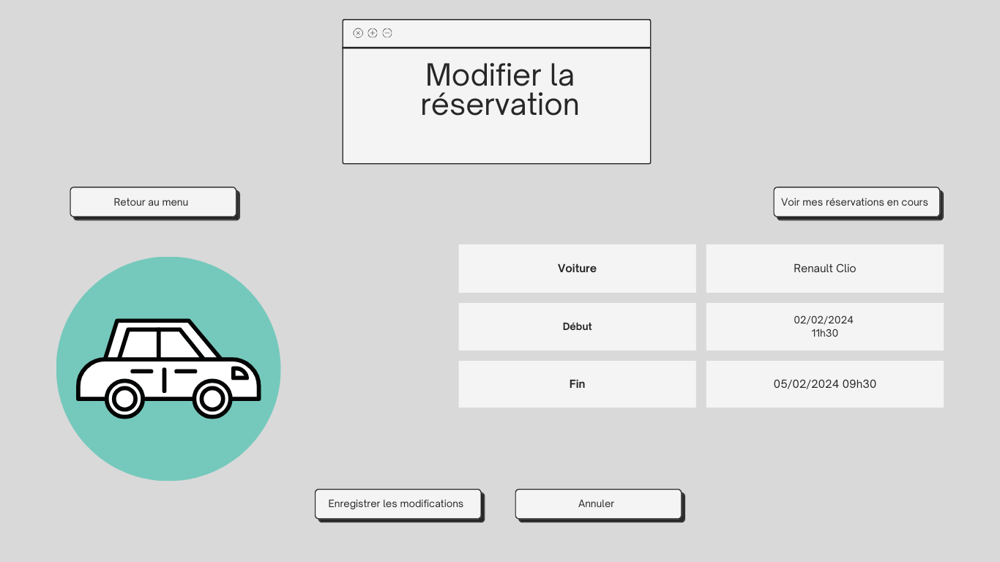 Modifier la
réservation
Retour au menu
Voir mes réservations en cours
Voiture
Renault Clio
Début
02/02/2024
11h30
Fin
05/02/2024 09h30
Enregistrer les modifications
Annuler